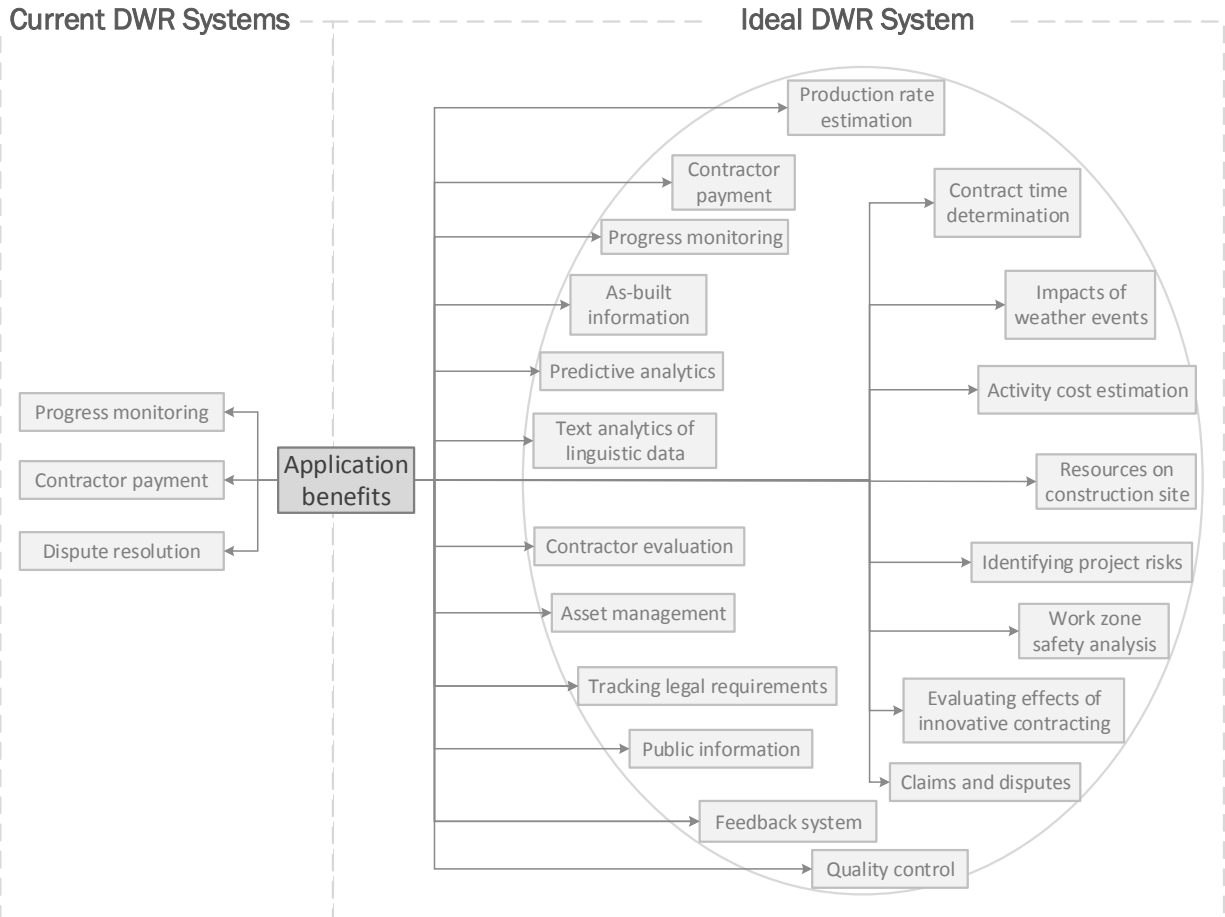 Current DWR Systems
Ideal DWR System
Progress monitoring
Contractor payment
Dispute resolution
Application
benefits
Production rate
estimation
Contractor
payment
Progress monitoring
As-built
information
Predictive analytics
Text analytics of
linguistic data
Contractor evaluation
Asset management
Tracking legal requirements
Public information
Feedback system
Quality control
Contract time
determination
Impacts of
weather events
Activity cost estimation
Resources on
construction site
Identifying project risks
Work zone
safety analysis
Evaluating effects of
innovative contracting
Claims and disputes